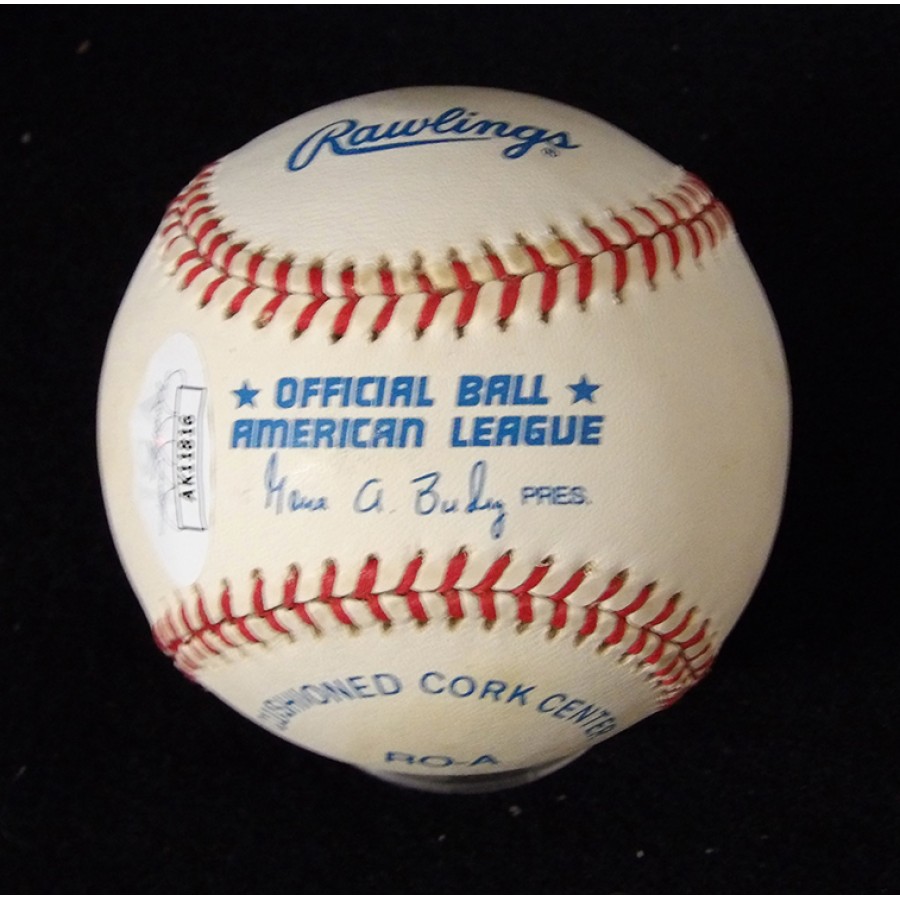 Rawlings®
★ OFFICIAL BALL ★
AMERICAN LEAGUE
Gene A. Budig PRES.
AK11816
CUSHIONED CORK CENTER
RO-A